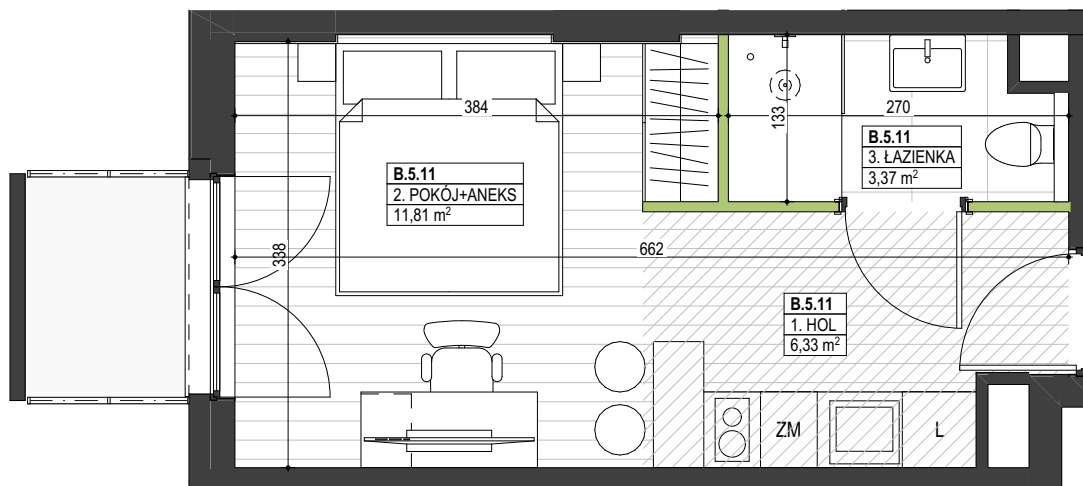 384
133
270
B.5.11
3. ŁAZIENKA
3,37 m²
B.5.11
2. POKÓJ+ANEKS
11,81 m²
338
662
B.5.11
1. HOL
6,33 m²
ZM
L